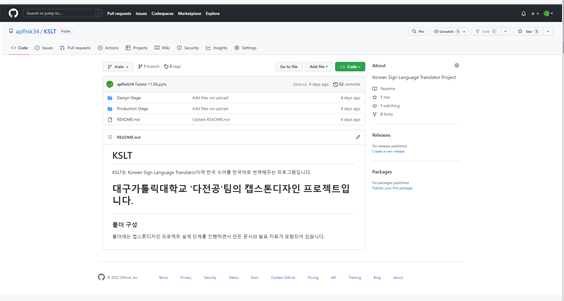 Search or jump to...
Pull requests Issues Codespaces Marketplace Explore
apfhsk34 / KSLT Public
Pin Unwatch 1 Fork 0 Star 1
Code Issues Pull requests Actions Projects Wiki Security Insights Settings
main 1 branch 0 tags Go to file Add file Code
apfhsk34 Delete 11.06.pptx 4 days ago 52 commits
Design Stage Add files via upload 4 days ago
Production Stage Add files via upload 4 days ago
README.md Update README.md 4 days ago
README.md
KSLT
KSLT는 Korean Sign Language Translator이며 한국 수어를 한국어로 번역해주는 프로그램입니다.
대구가톨릭대학교 '다전공'팀의 캡스톤디자인 프로젝트입
니다.
폴더 구성
폴더에는 캡스톤디자인 프로젝트 설계 단계를 진행하면서 만든 문서와 발표 자료가 포함되어 있습니다.
About
Korean Sign Language Translator Project
Readme
1 star
1 watching
0 forks
Releases
No releases published
Create a new release
Packages
No packages published
Publish your first package
© 2022 GitHub, Inc. Terms Privacy Security Status Docs Contact GitHub Pricing API Training Blog About